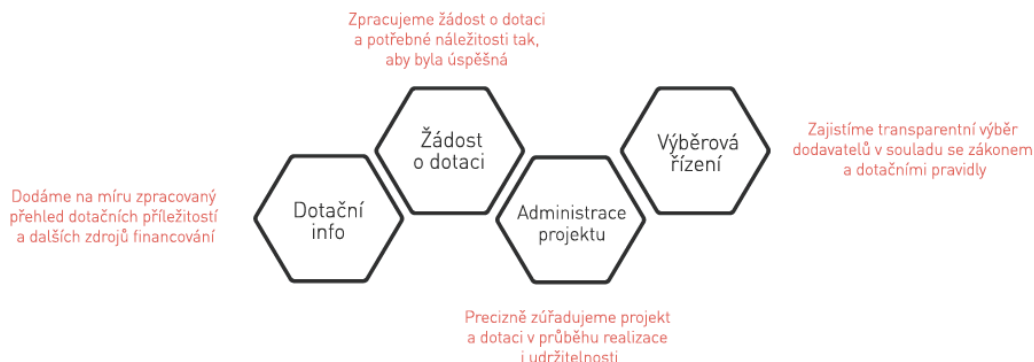 Zpracujeme žádost o dotaci
a potřebné náležitosti tak,
aby byla úspěšná
Žádost
o dotaci
Výběrová
řízení
Zajistíme transparentní výběr
dodavatelů v souladu se zákonem
a dotačními pravidly
Dodáme na míru zpracovaný
přehled dotačních příležitostí
a dalších zdrojů financování
Dotační
info
Administrace
projektu
Precizně zúřadujeme projekt
a dotaci v průběhu realizace
i udržitelnosti